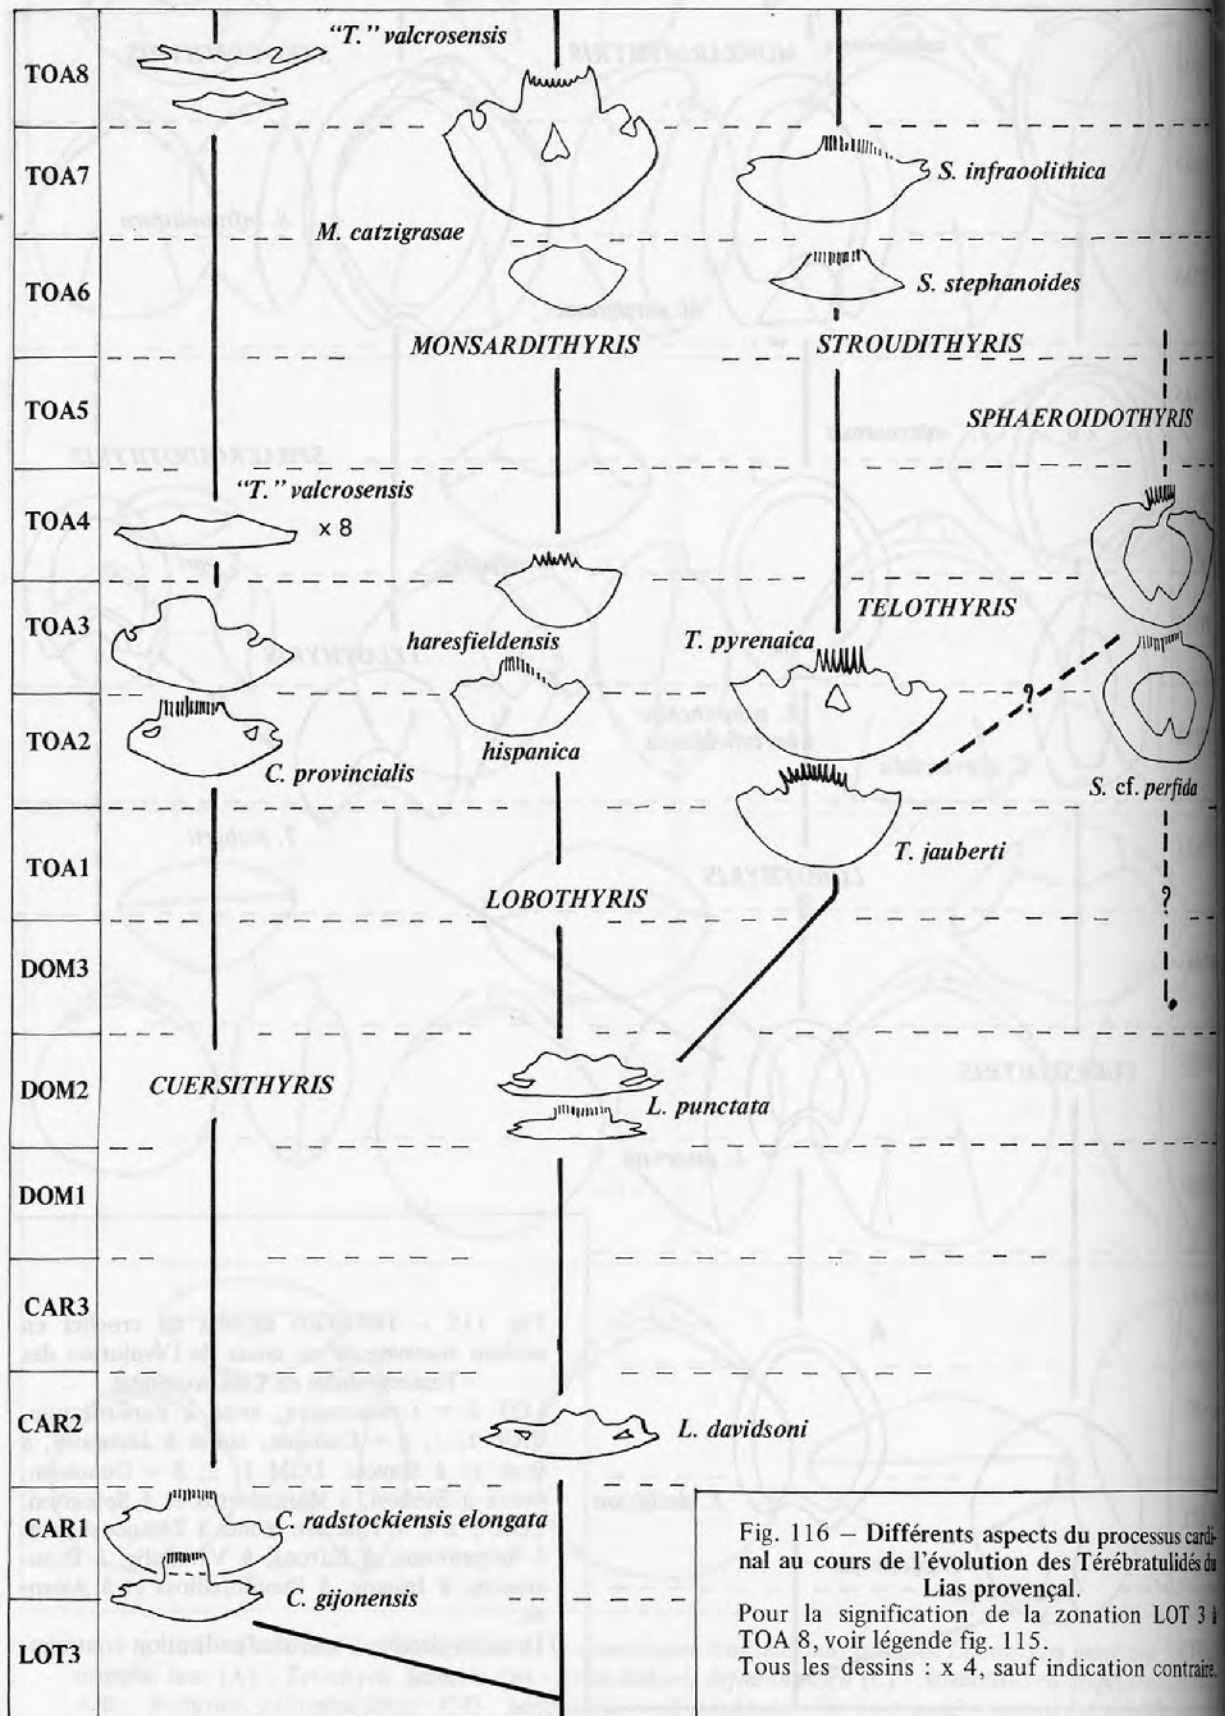 TOA8
"T." valcrosensis
TOA7
S. infraoolithica
M. catzigrasae
TOA6
S. stephanoides
MONSARDITHYRIS
STROUDITHYRIS
TOA5
SPHAEROIDOTHYRIS
TOA4
"T." valcrosensis
x 8
TOA3
TELOTHYRIS
haresfieldensis
T. pyrenaica
?
TOA2
hispanica
C. provincialis
S. cf. perfida
TOA1
T. jauberti
?
LOBOTHYRIS
DOM3
DOM2
CUERSITHYRIS
L. punctata
DOM1
CAR3
CAR2
L. davidsoni
CAR1
C. radstockiensis elongata
C. gijonensis
LOT3
Fig. 116 – Différents aspects du processus cardi-
nal au cours de l'évolution des Térébratulidés du
Lias provençal.
Pour la signification de la zonation LOT 3 à
TOA 8, voir légende fig. 115.
Tous les dessins : x 4, sauf indication contraire.